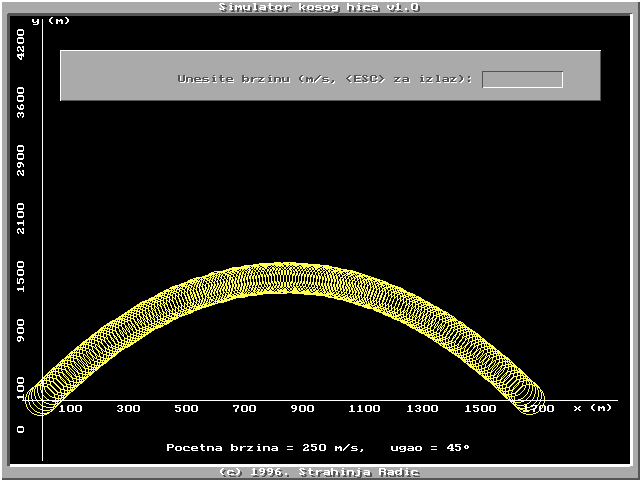 Simulator kosog hica v1.0
y (m)
Unesite brzinu (m/s, <ESC> za izlaz):
4200
3600
2900
2100
1500
900
100
0
100 300 500 700 900 1100 1300 1500 1700 x (m)
Pocetna brzina = 250 m/s, ugao = 45°
(c) 1996. Strahinja Radic